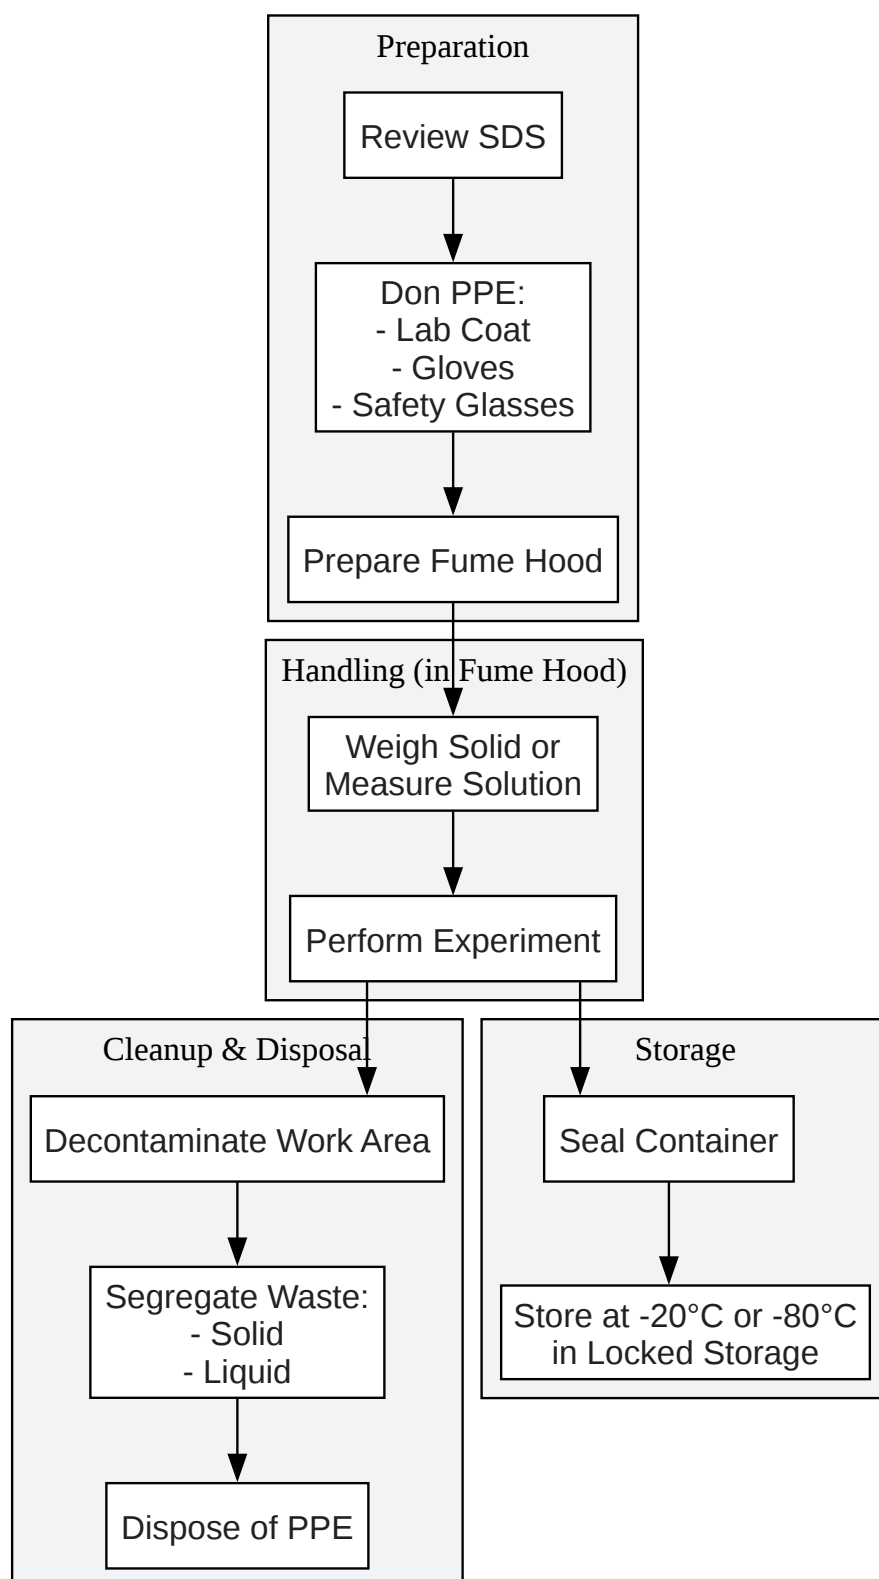 Preparation
Review SDS
Don PPE:
- Lab Coat
- Gloves
- Safety Glasses
Prepare Fume Hood
Handling (in Fume Hood)
Weigh Solid or
Measure Solution
Perform Experiment
Cleanup & Disposal
Decontaminate Work Area
Segregate Waste:
- Solid
- Liquid
Dispose of PPE
Storage
Seal Container
Store at -20°C or -80°C
in Locked Storage